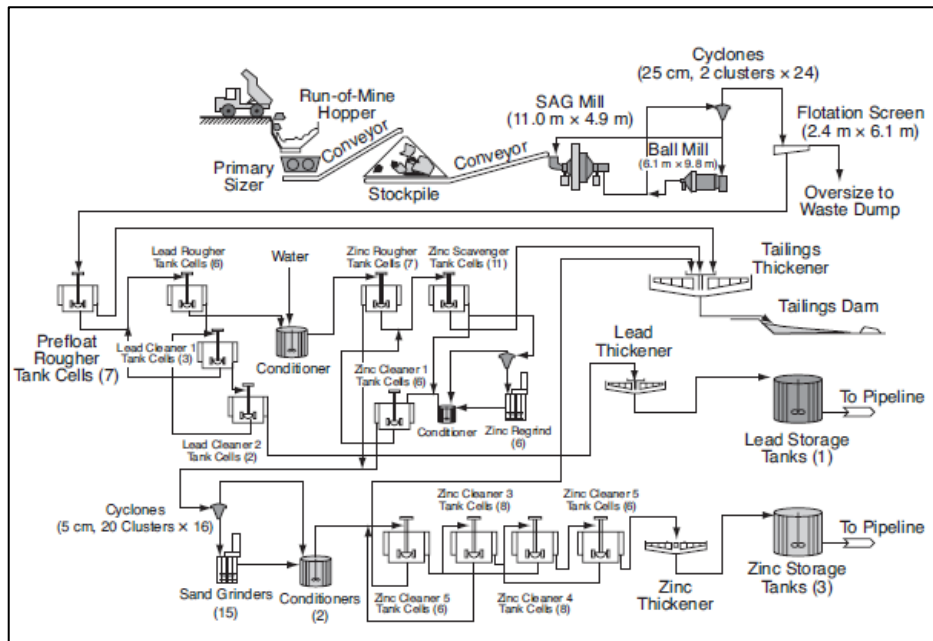 Cyclones
(25 cm, 2 clusters × 24)
Run-of-Mine
Hopper
SAG Mill
(11.0 m × 4.9 m)
Flotation Screen
(2.4 m × 6.1 m)
Conveyor
Primary
Sizer
Conveyor
Ball Mill
(6.1 m × 9.8 m)
Stockpile
Oversize to
Waste Dump
Lead Rougher
Tank Cells (6)
Water
Zinc Rougher
Tank Cells (7)
Zinc Scavenger
Tank Cells (11)
Tailings
Thickener
Tailings Dam
Prefloat
Rougher
Tank Cells (7)
Lead Cleaner 1
Tank Cells (3)
Conditioner
Lead
Thickener
Zinc Cleaner 1
Tank Cells (6)
To Pipeline
Conditioner
Zinc Regrind
(6)
Lead Cleaner 2
Tank Cells (2)
Lead Storage
Tanks (1)
Cyclones
(5 cm, 20 Clusters × 16)
Zinc Cleaner 3
Tank Cells (8)
Zinc Cleaner 5
Tank Cells (6)
To Pipeline
Sand Grinders
(15)
Conditioners
(2)
Zinc Cleaner 5
Tank Cells
(6)
Zinc Cleaner 4
Tank Cells
(8)
Zinc
Thickener
Zinc Storage
Tanks (3)